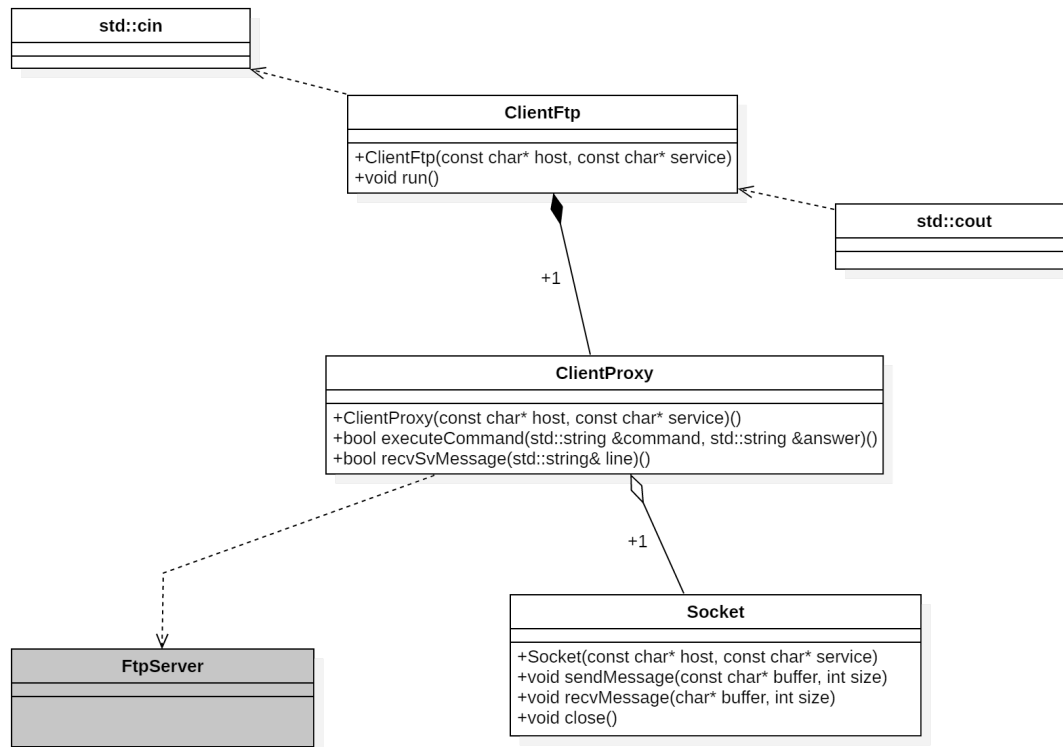 std::cin
ClientFtp
+ClientFtp(const char* host, const char* service)
+void run()
std::cout
+1
ClientProxy
+ClientProxy(const char* host, const char* service)()
+bool executeCommand(std::string &command, std::string &answer)()
+bool recvSvMessage(std::string& line)()
+1
Socket
+Socket(const char* host, const char* service)
+void sendMessage(const char* buffer, int size)
+void recvMessage(char* buffer, int size)
+void close()
FtpServer